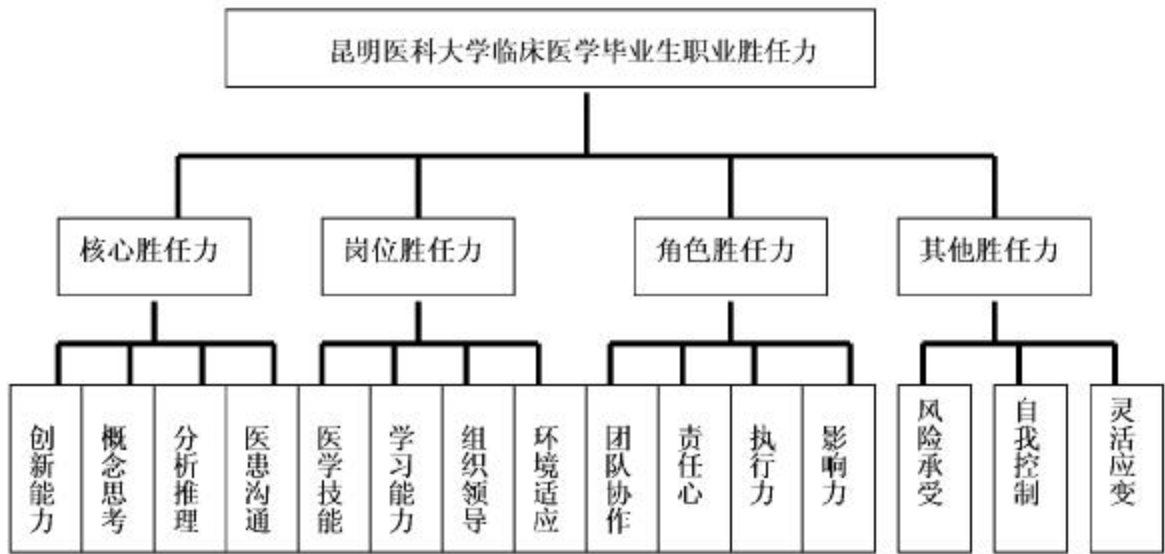 昆明医科大学临床医学毕业生职业胜任力
核心胜任力
岗位胜任力
角色胜任力
其他胜任力
创新能力
概念思考
分析推理
医患沟通
医学技能
学习能力
组织领导
环境适应
团队协作
责任心
执行力
影响力
风险承受
自我控制
灵活应变